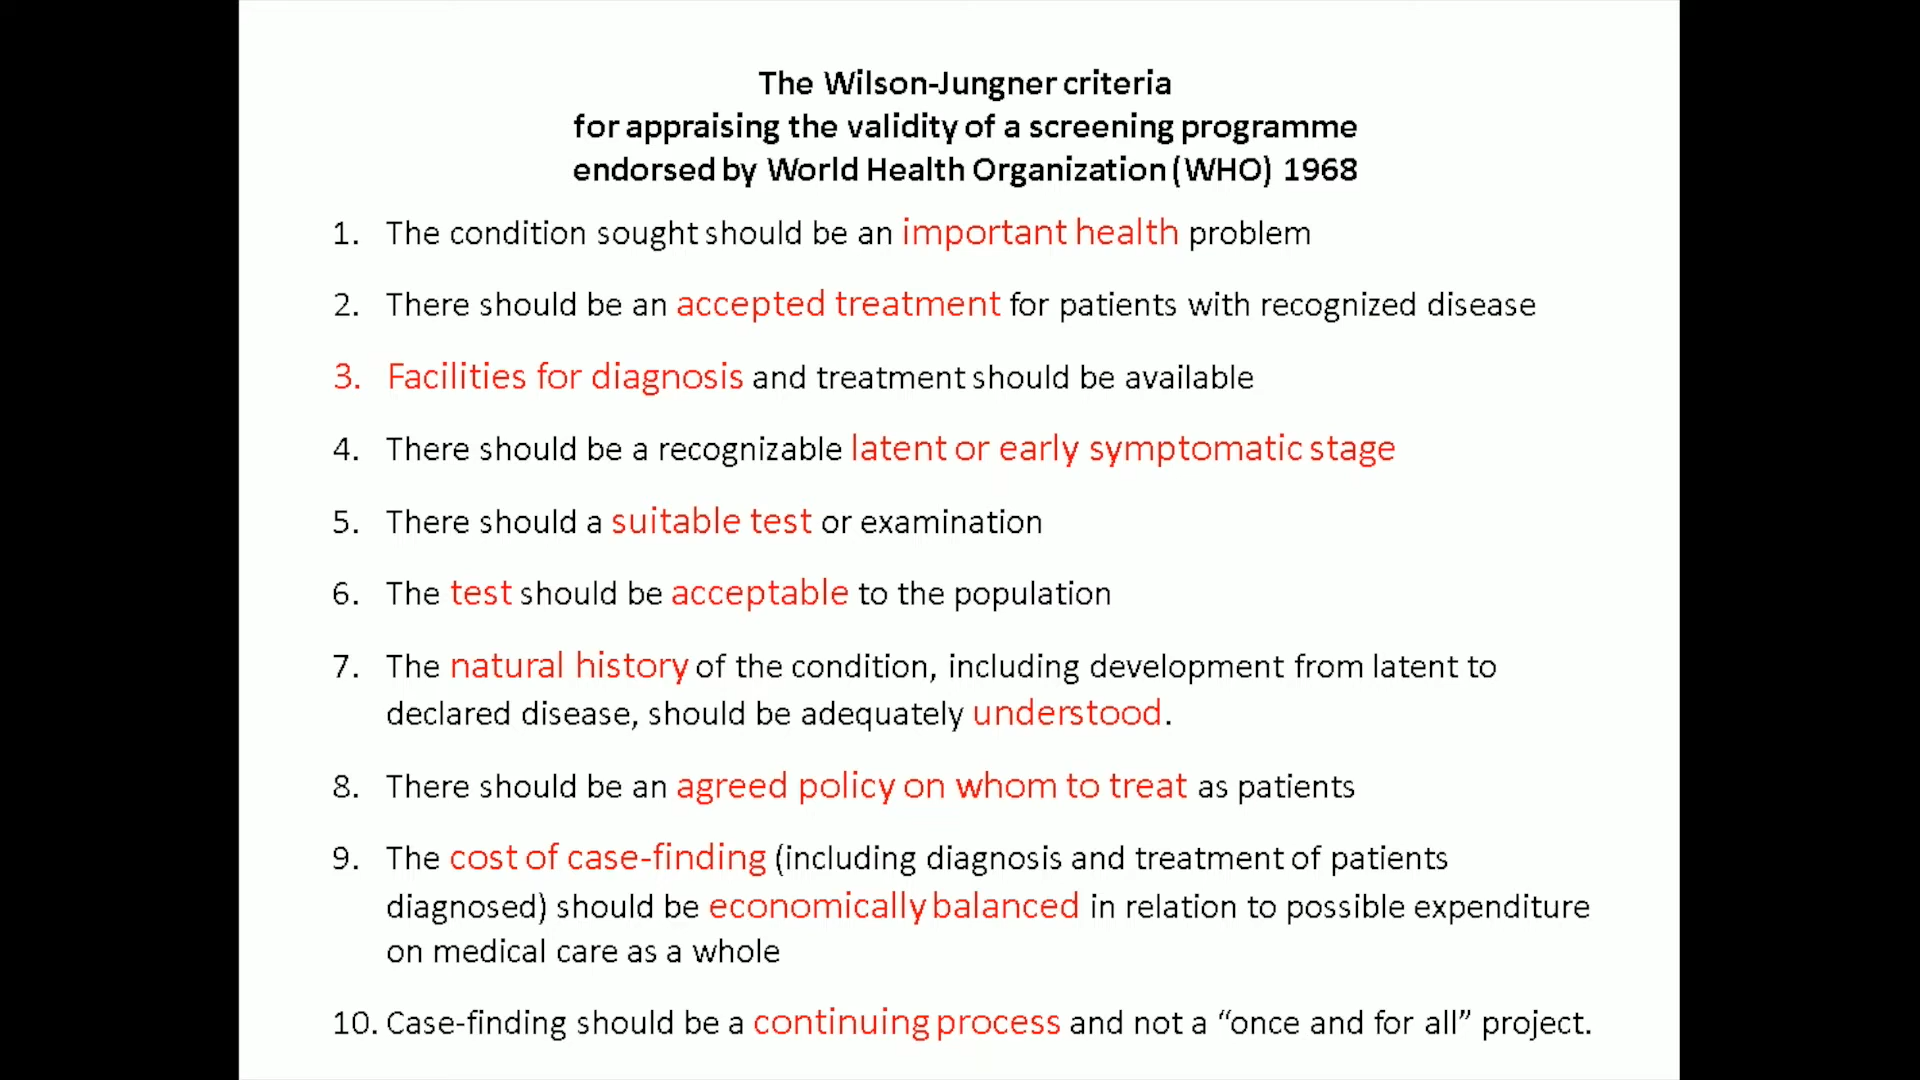 The Wilson-Jungner criteria
for appraising the validity of a screening programme
endorsed by World Health Organization (WHO) 1968
1. The condition sought should be an important health problem
2. There should be an accepted treatment for patients with recognized disease
3. Facilities for diagnosis and treatment should be available
4. There should be a recognizable latent or early symptomatic stage
5. There should a suitable test or examination
6. The test should be acceptable to the population
7. The natural history of the condition, including development from latent to
declared disease, should be adequately understood.
8. There should be an agreed policy on whom to treat as patients
9. The cost of case-finding (including diagnosis and treatment of patients
diagnosed) should be economically balanced in relation to possible expenditure
on medical care as a whole
10. Case-finding should be a continuing process and not a “once and for all” project.